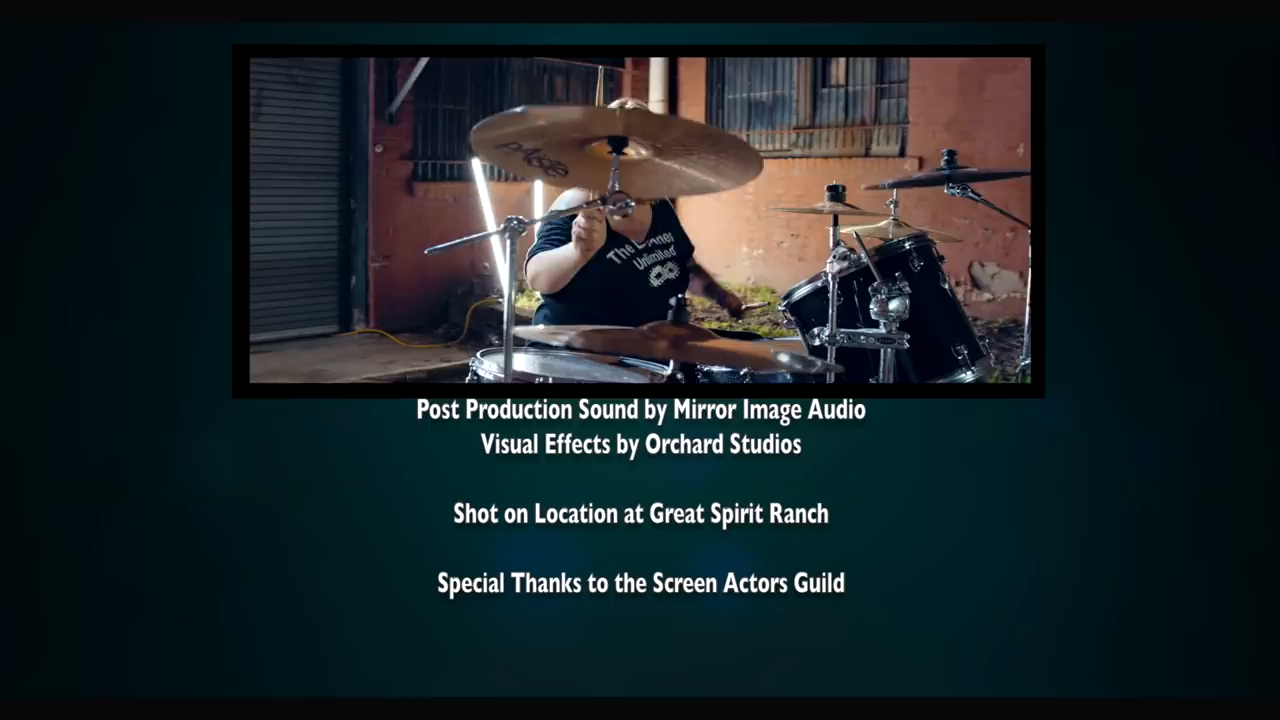 PAISTE
The
Unlimited
Post Production Sound by Mirror Image Audio
Visual Effects by Orchard Studios
Shot on Location at Great Spirit Ranch
Special Thanks to the Screen Actors Guild